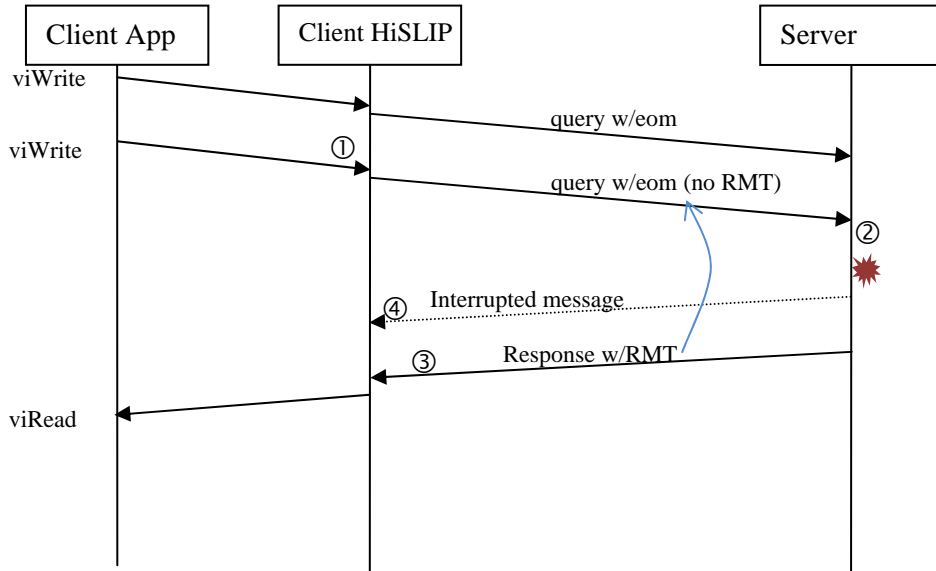 Client App
Client HiSLIP
Server
viWrite
query w/eom
viWrite
①
query w/eom (no RMT)
②
Interrupted message
④
Response w/RMT
③
viRead